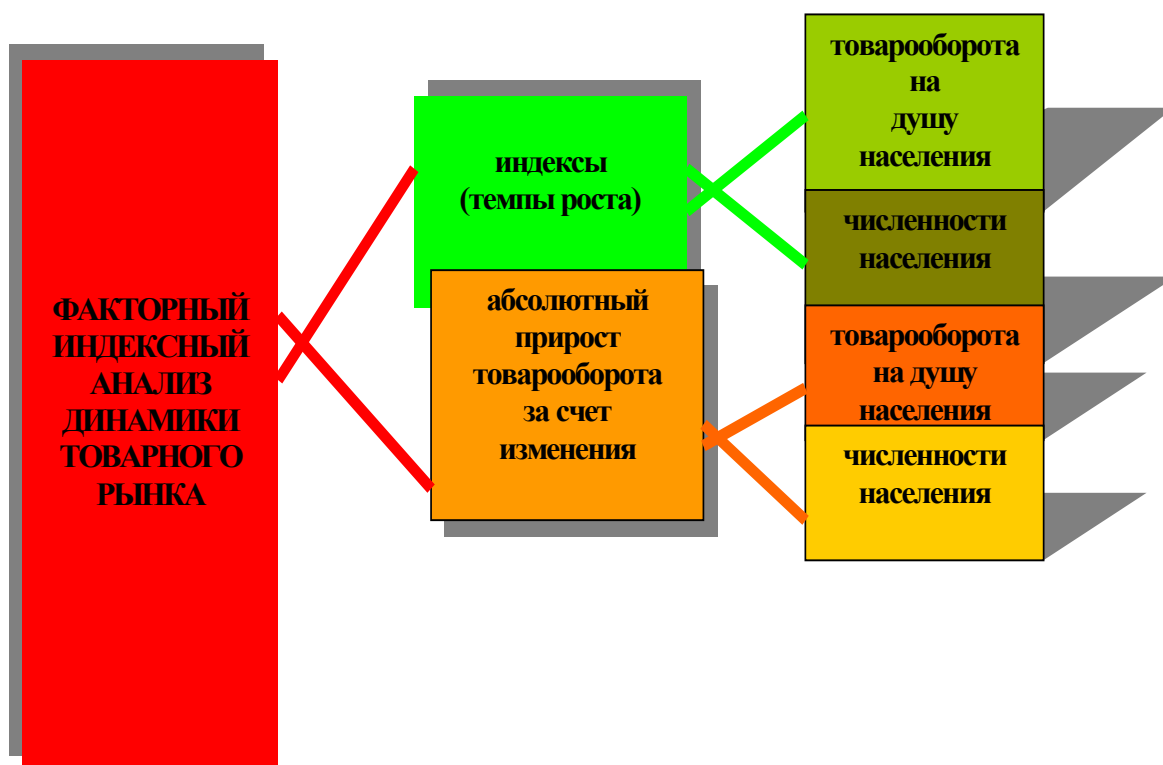 ФАКТОРНЫЙ
ИНДЕКСНЫЙ
АНАЛИЗ
ДИНАМИКИ
ТОВАРНОГО
РЫНКА
индексы
(темпы роста)
абсолютный
прирост
товарооборота
за счет
изменения
товарооборота
на
душу
населения
численности
населения
товарооборота
на душу
населения
численности
населения